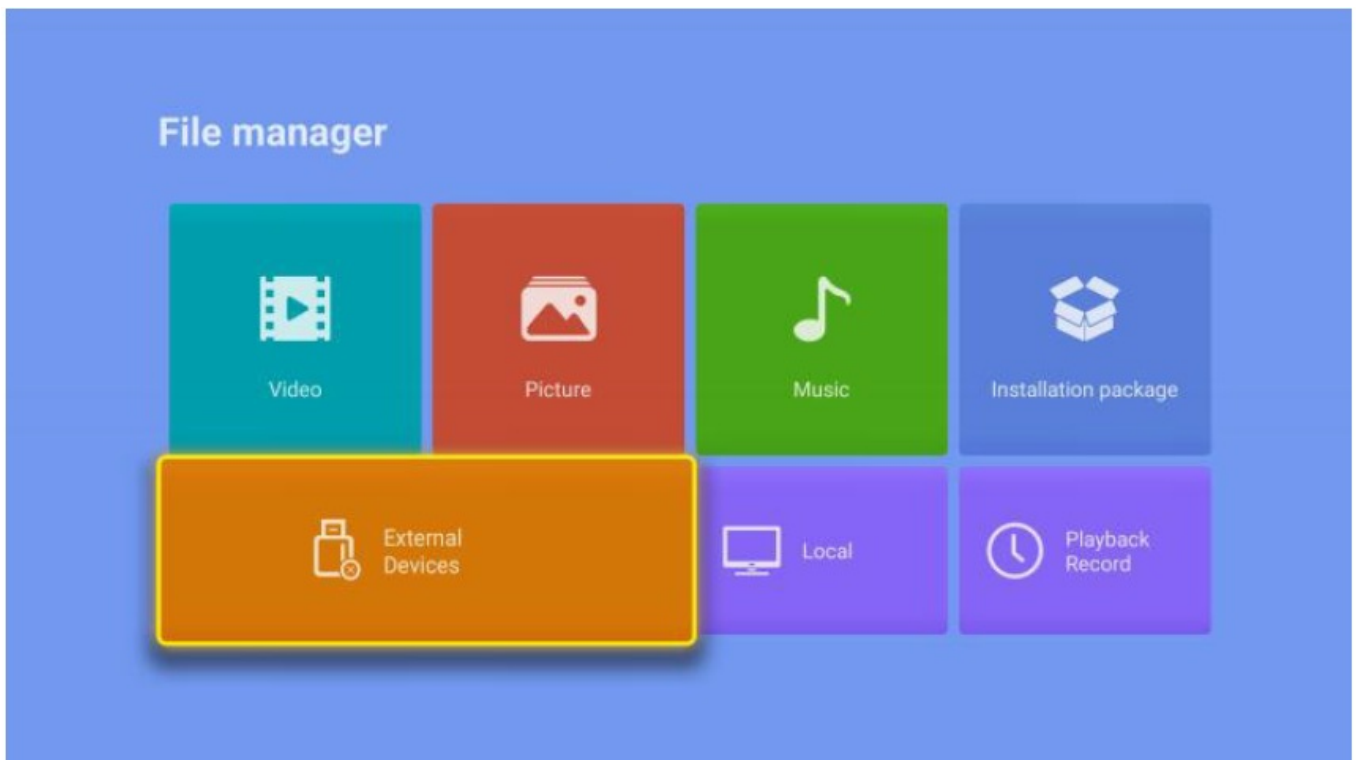 File manager
Video
Picture
Music
Installation package
External
Devices
Local
Playback
Record